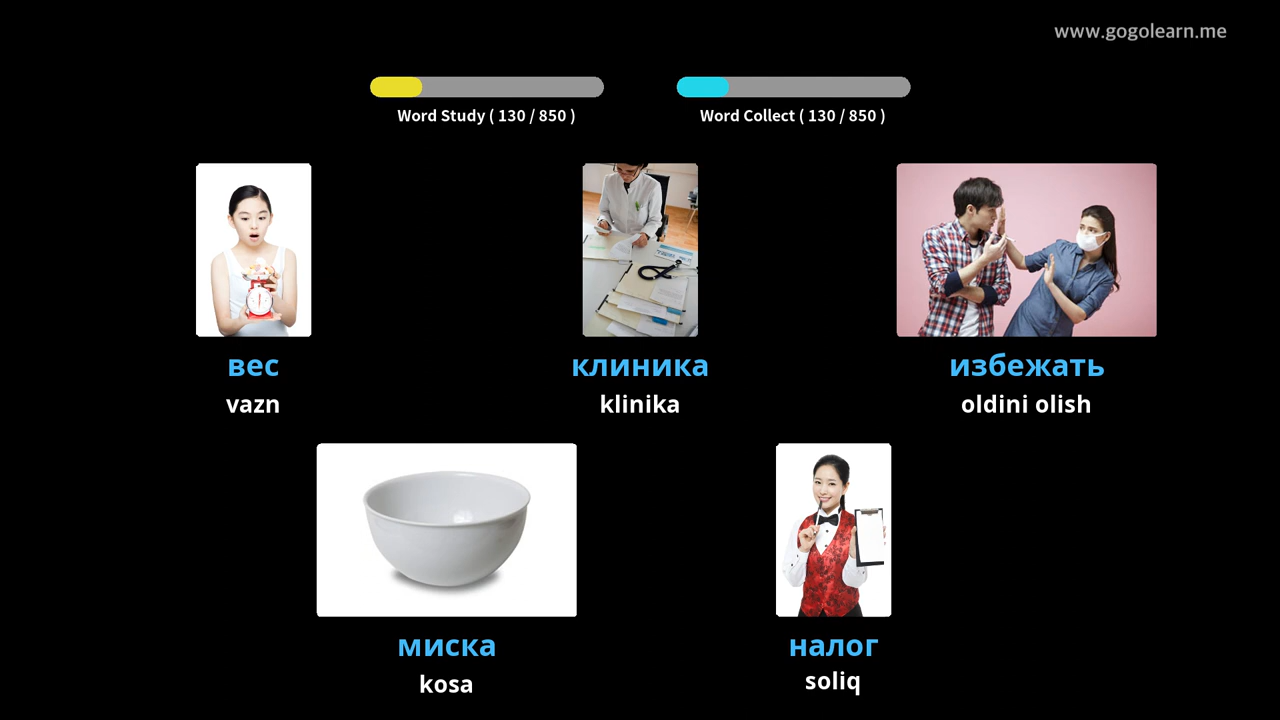 www.gogolearn.me
Word Study ( 130 / 850 )
Word Collect ( 130 / 850 )
вес
vazn
клиника
klinika
избежать
oldini olish
миска
kosa
налог
soliq